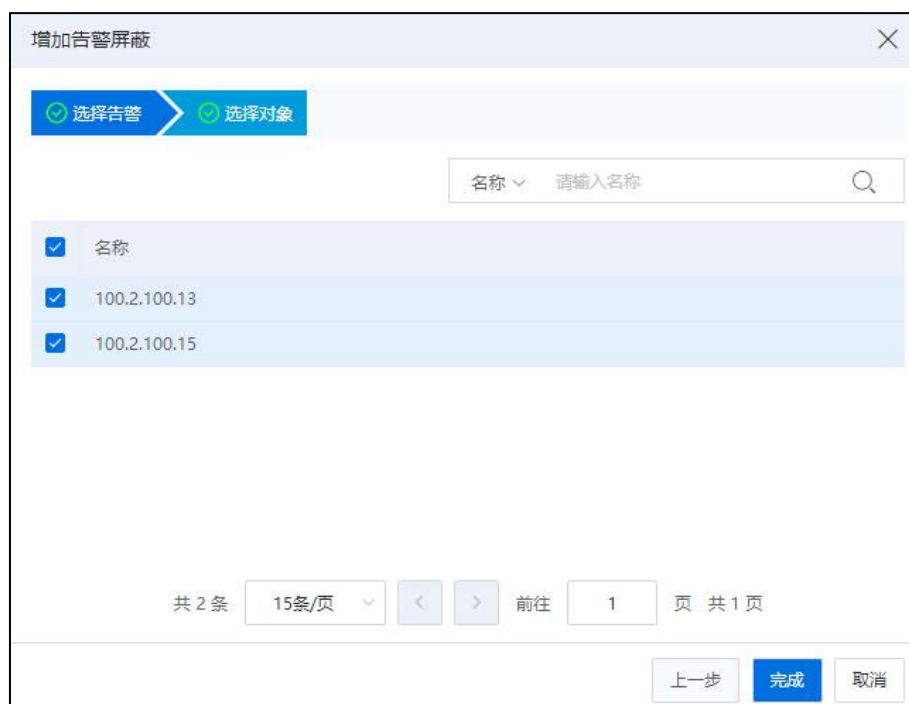 增加告警屏蔽
选择告警 选择对象
名称 请输入名称
名称
100.2.100.13
100.2.100.15
共 2 条 15条/页 前往 1 页 共 1 页
上一步 完成 取消